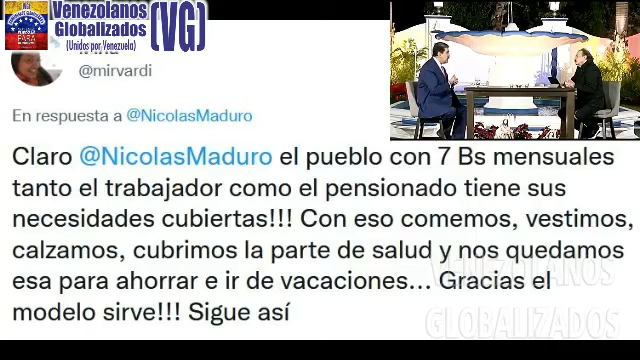 Venezolanos
Globalizados
(Unidos por Venezuela)
(VG)
@mirvardi
En respuesta a @NicolasMaduro
Claro @NicolasMaduro el pueblo con 7 Bs mensuales
tanto el trabajador como el pensionado tiene sus
necesidades cubiertas!!! Con eso comemos, vestimos,
calzamos, cubrimos la parte de salud y nos quedamos
esa para ahorrar e ir de vacaciones... Gracias el
modelo sirve!!! Sigue así
VENEZOLANOS
GLOBALIZADOS